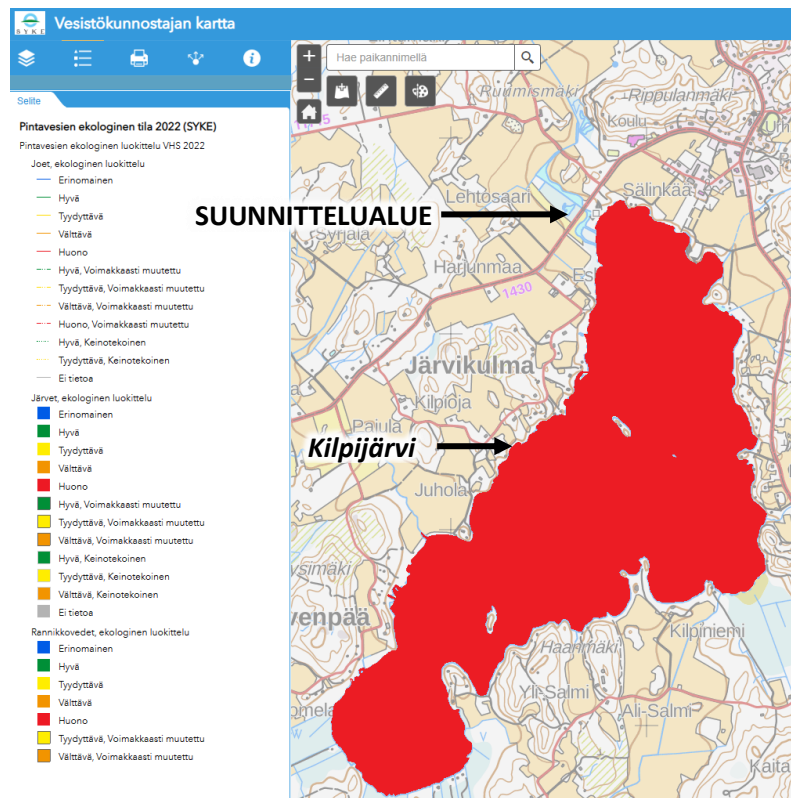 SYKE
Vesistökunnostajan kartta
Selite
Pintavesien ekologinen tila 2022 (SYKE)
Pintavesien ekologinen luokittelu VHS 2022
Joet, ekologinen luokittelu
Erinomainen
Hyvä
Tyydyttävä
Välttävä
Huono
Hyvä, Voimakkaasti muutettu
Tyydyttävä, Voimakkaasti muutettu
Välttävä, Voimakkaasti muutettu
Huono, Voimakkaasti muutettu
Hyvä, Keinotekoinen
Tyydyttävä, Keinotekoinen
Ei tietoa
Järvet, ekologinen luokittelu
Erinomainen
Hyvä
Tyydyttävä
Välttävä
Huono
Hyvä, Voimakkaasti muutettu
Tyydyttävä, Voimakkaasti muutettu
Välttävä, Voimakkaasti muutettu
Hyvä, Keinotekoinen
Tyydyttävä, Keinotekoinen
Välttävä, Keinotekoinen
Ei tietoa
Rannikkovedet, ekologinen luokittelu
Erinomainen
Hyvä
Tyydyttävä
Välttävä
Huono
Tyydyttävä, Voimakkaasti muutettu
Välttävä, Voimakkaasti muutettu
+
Hae paikannimellä
−
Ruunismäki
Rippulanmäki
Koulu
Lehtosaari
Sälinkää
SUUNNITTELUALUE
Syrjälä
Harjunmaa
1430
Järvikulma
Kilpioja
Pajula
Kilpijärvi
Juhola
Kilpiniemi
Haanmäki
Yli-Salmi
Ali-Salmi
W
V